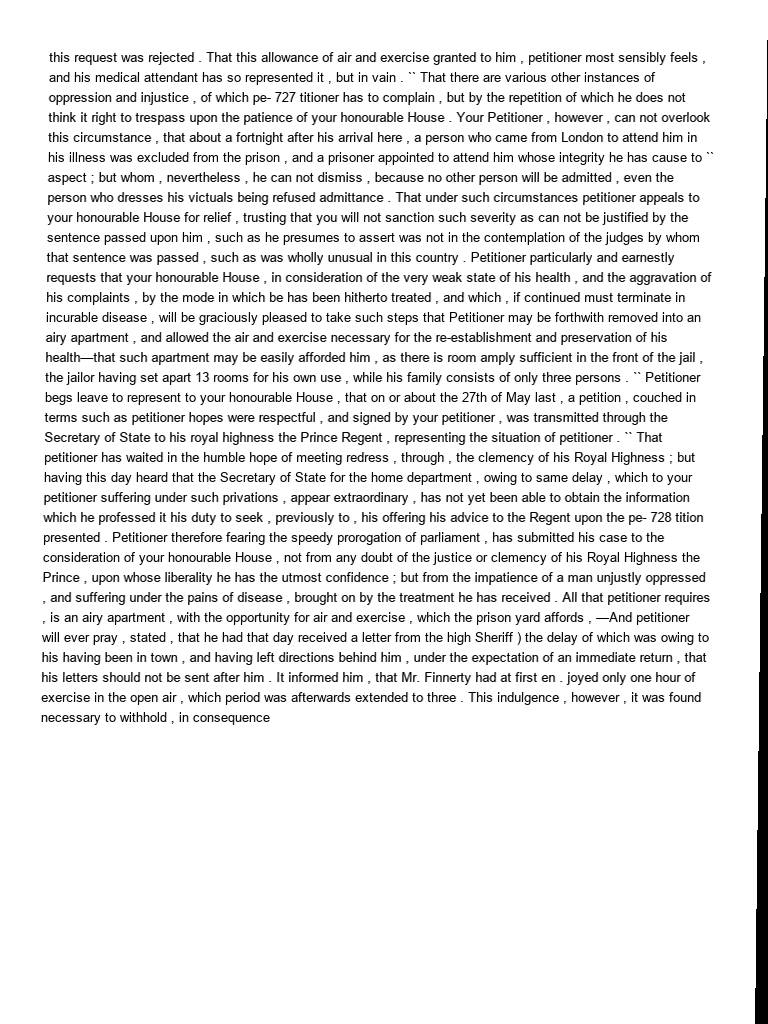 this request was rejected . That this allowance of air and exercise granted to him , petitioner most sensibly feels ,
and his medical attendant has so represented it , but in vain . `` That there are various other instances of
oppression and injustice , of which pe- 727 titioner has to complain , but by the repetition of which he does not
think it right to trespass upon the patience of your honourable House . Your Petitioner , however , can not overlook
this circumstance , that about a fortnight after his arrival here , a person who came from London to attend him in
his illness was excluded from the prison , and a prisoner appointed to attend him whose integrity he has cause to ``
aspect ; but whom , nevertheless , he can not dismiss , because no other person will be admitted , even the
person who dresses his victuals being refused admittance . That under such circumstances petitioner appeals to
your honourable House for relief , trusting that you will not sanction such severity as can not be justified by the
sentence passed upon him , such as he presumes to assert was not in the contemplation of the judges by whom
that sentence was passed , such as was wholly unusual in this country . Petitioner particularly and earnestly
requests that your honourable House , in consideration of the very weak state of his health , and the aggravation of
his complaints , by the mode in which be has been hitherto treated , and which , if continued must terminate in
incurable disease , will be graciously pleased to take such steps that Petitioner may be forthwith removed into an
airy apartment , and allowed the air and exercise necessary for the re-establishment and preservation of his
health—that such apartment may be easily afforded him , as there is room amply sufficient in the front of the jail ,
the jailor having set apart 13 rooms for his own use , while his family consists of only three persons . `` Petitioner
begs leave to represent to your honourable House , that on or about the 27th of May last , a petition , couched in
terms such as petitioner hopes were respectful , and signed by your petitioner , was transmitted through the
Secretary of State to his royal highness the Prince Regent , representing the situation of petitioner . `` That
petitioner has waited in the humble hope of meeting redress , through , the clemency of his Royal Highness ; but
having this day heard that the Secretary of State for the home department , owing to same delay , which to your
petitioner suffering under such privations , appear extraordinary , has not yet been able to obtain the information
which he professed it his duty to seek , previously to , his offering his advice to the Regent upon the pe- 728 tition
presented . Petitioner therefore fearing the speedy prorogation of parliament , has submitted his case to the
consideration of your honourable House , not from any doubt of the justice or clemency of his Royal Highness the
Prince , upon whose liberality he has the utmost confidence ; but from the impatience of a man unjustly oppressed
, and suffering under the pains of disease , brought on by the treatment he has received . All that petitioner requires
, is an airy apartment , with the opportunity for air and exercise , which the prison yard affords , —And petitioner
will ever pray , stated , that he had that day received a letter from the high Sheriff ) the delay of which was owing to
his having been in town , and having left directions behind him , under the expectation of an immediate return , that
his letters should not be sent after him . It informed him , that Mr. Finnerty had at first en . joyed only one hour of
exercise in the open air , which period was afterwards extended to three . This indulgence , however , it was found
necessary to withhold , in consequence